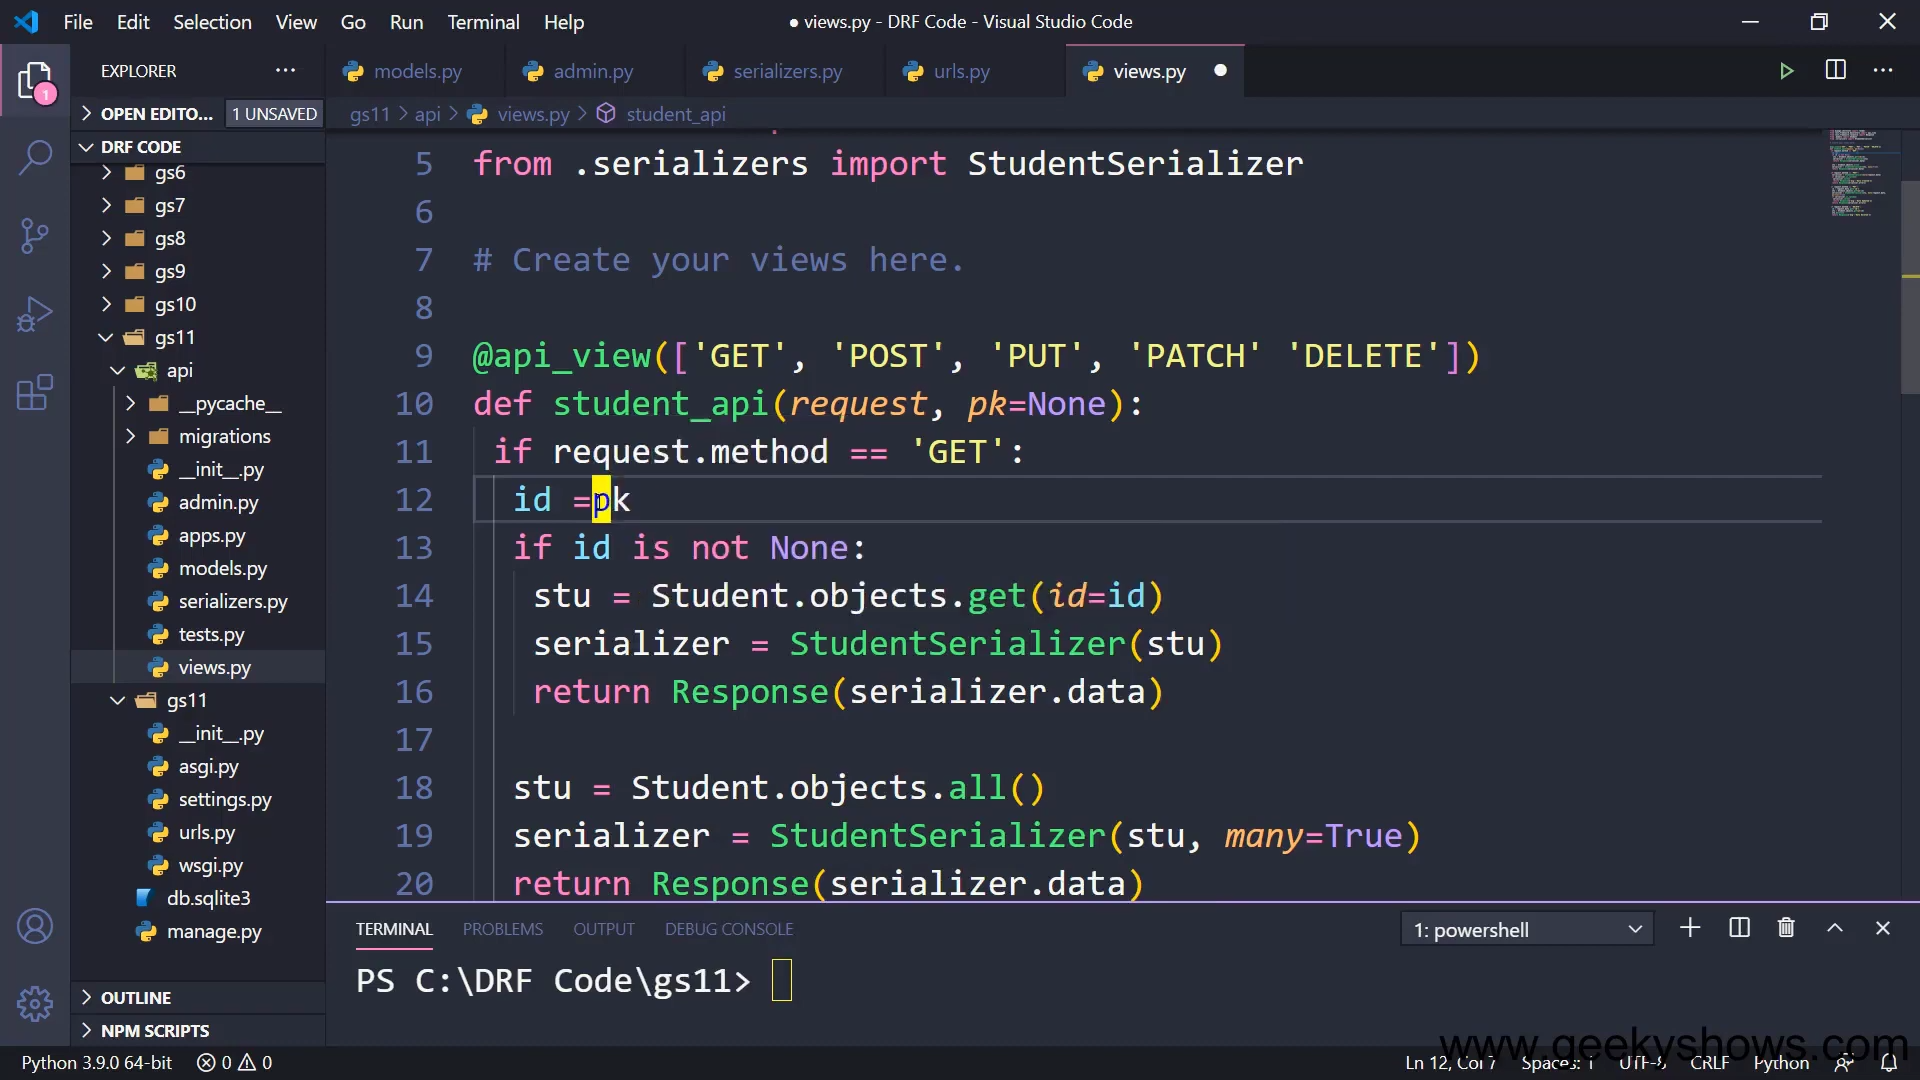 File Edit Selection View Go Run Terminal Help
● views.py - DRF Code - Visual Studio Code
EXPLORER
models.py admin.py serializers.py urls.py views.py
1
OPEN EDITO... 1 UNSAVED
gs11 > api > views.py > student_api
DRF CODE
gs6
gs7
gs8
gs9
gs10
gs11
api
__pycache__
migrations
__init__.py
admin.py
apps.py
models.py
serializers.py
tests.py
views.py
gs11
__init__.py
asgi.py
settings.py
urls.py
wsgi.py
db.sqlite3
manage.py
OUTLINE
NPM SCRIPTS
5 from .serializers import StudentSerializer
6
7 # Create your views here.
8
9 @api_view(['GET', 'POST', 'PUT', 'PATCH' 'DELETE'])
10 def student_api(request, pk=None):
11 if request.method == 'GET':
12 id =pk
13 if id is not None:
14 stu = Student.objects.get(id=id)
15 serializer = StudentSerializer(stu)
16 return Response(serializer.data)
17
18 stu = Student.objects.all()
19 serializer = StudentSerializer(stu, many=True)
20 return Response(serializer.data)
TERMINAL PROBLEMS OUTPUT DEBUG CONSOLE
1: powershell
PS C:\DRF Code\gs11>
Python 3.9.0 64-bit 0 0
Ln 12, Col 7 Spaces: 1 UTF-8 CRLF Python
www.geekyshows.com